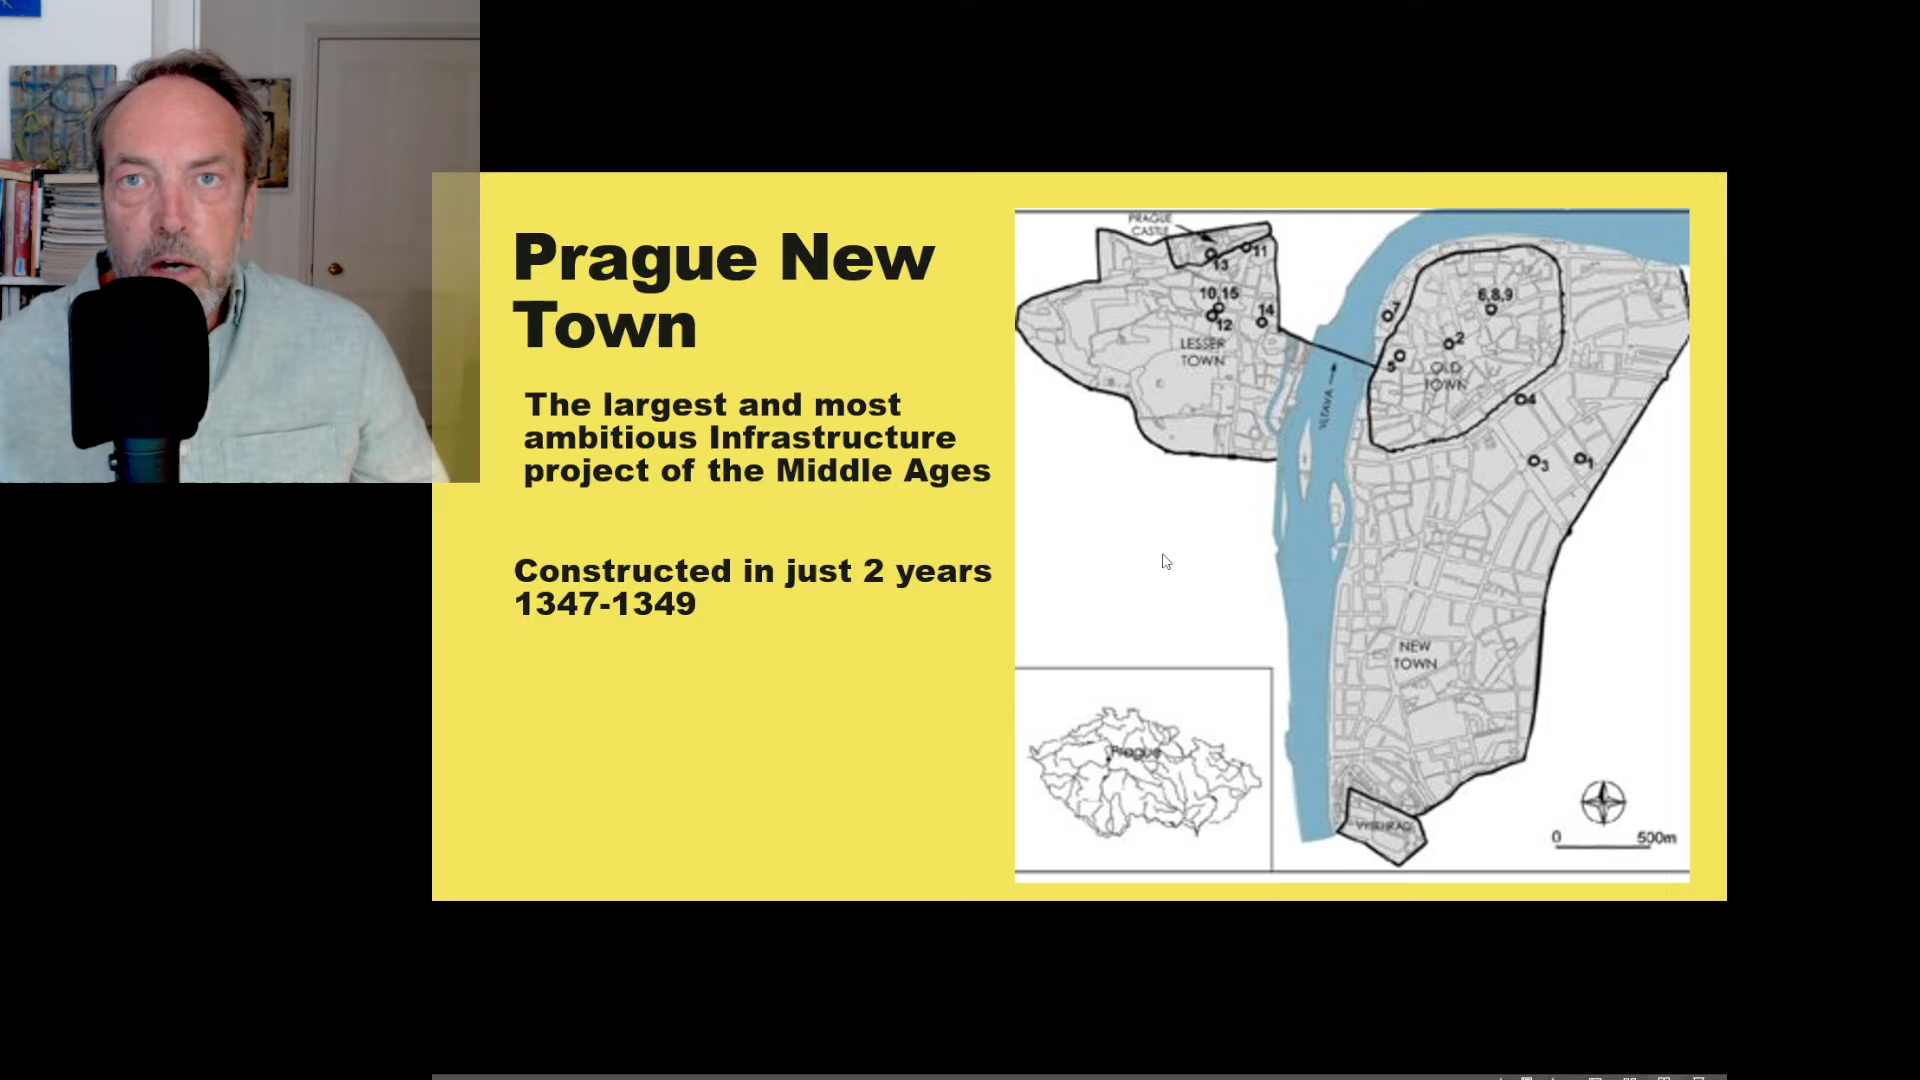 Prague New
Town
The largest and most
ambitious Infrastructure
project of the Middle Ages
Constructed in just 2 years
1347-1349
PRAGUE
CASTLE
11
13
10,15
12
14
LESSER
TOWN
VLTAVA
7
5
6,8,9
2
OLD
TOWN
4
3
1
NEW
TOWN
VYŠEHRAD
Prague
0 500m